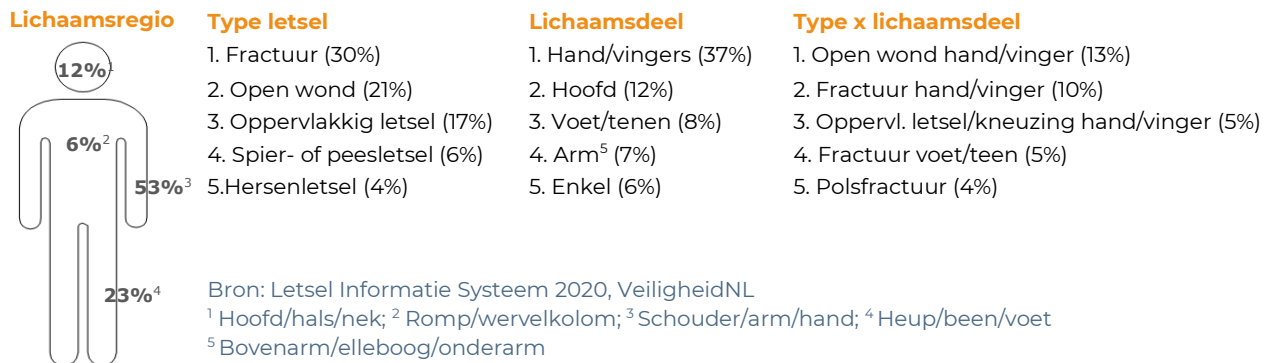 Lichaamsregio
12%¹
6%²
53%³
23%⁴
Type letsel
1. Fractuur (30%)
2. Open wond (21%)
3. Oppervlakkig letsel (17%)
4. Spier- of peesletsel (6%)
5.Hersenletsel (4%)
Lichaamsdeel
1. Hand/vingers (37%)
2. Hoofd (12%)
3. Voet/tenen (8%)
4. Arm⁵ (7%)
5. Enkel (6%)
Type x lichaamsdeel
1. Open wond hand/vinger (13%)
2. Fractuur hand/vinger (10%)
3. Oppervl. letsel/kneuzing hand/vinger (5%)
4. Fractuur voet/teen (5%)
5. Polsfractuur (4%)
Bron: Letsel Informatie Systeem 2020, VeiligheidNL
¹ Hoofd/hals/nek; ² Romp/wervelkolom; ³ Schouder/arm/hand; ⁴ Heup/been/voet
⁵ Bovenarm/elleboog/onderarm